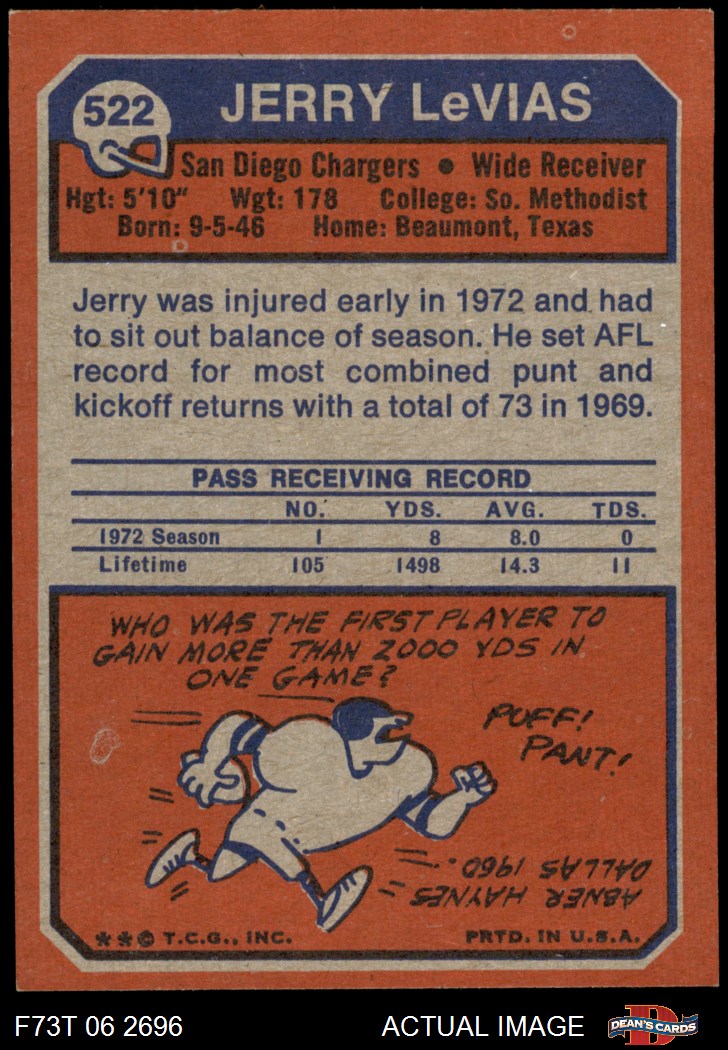 522
JERRY LeVIAS
San Diego Chargers • Wide Receiver
Hgt: 5'10" Wgt: 178 College: So. Methodist
Born: 9-5-46 Home: Beaumont, Texas
Jerry was injured early in 1972 and had
to sit out balance of season. He set AFL
record for most combined punt and
kickoff returns with a total of 73 in 1969.
PASS RECEIVING RECORD
NO. YDS. AVG. TDS.
1972 Season 1 8 8.0 0
Lifetime 105 1498 14.3 11
WHO WAS THE FIRST PLAYER TO
GAIN MORE THAN 2000 YDS IN
ONE GAME?
PUFF!
PANT!
ABNER HAYNES
DALLAS 1960..
**© T.C.G., INC. PRTD. IN U.S.A.
F73T 06 2696 ACTUAL IMAGE
D
DEAN'S CARDS